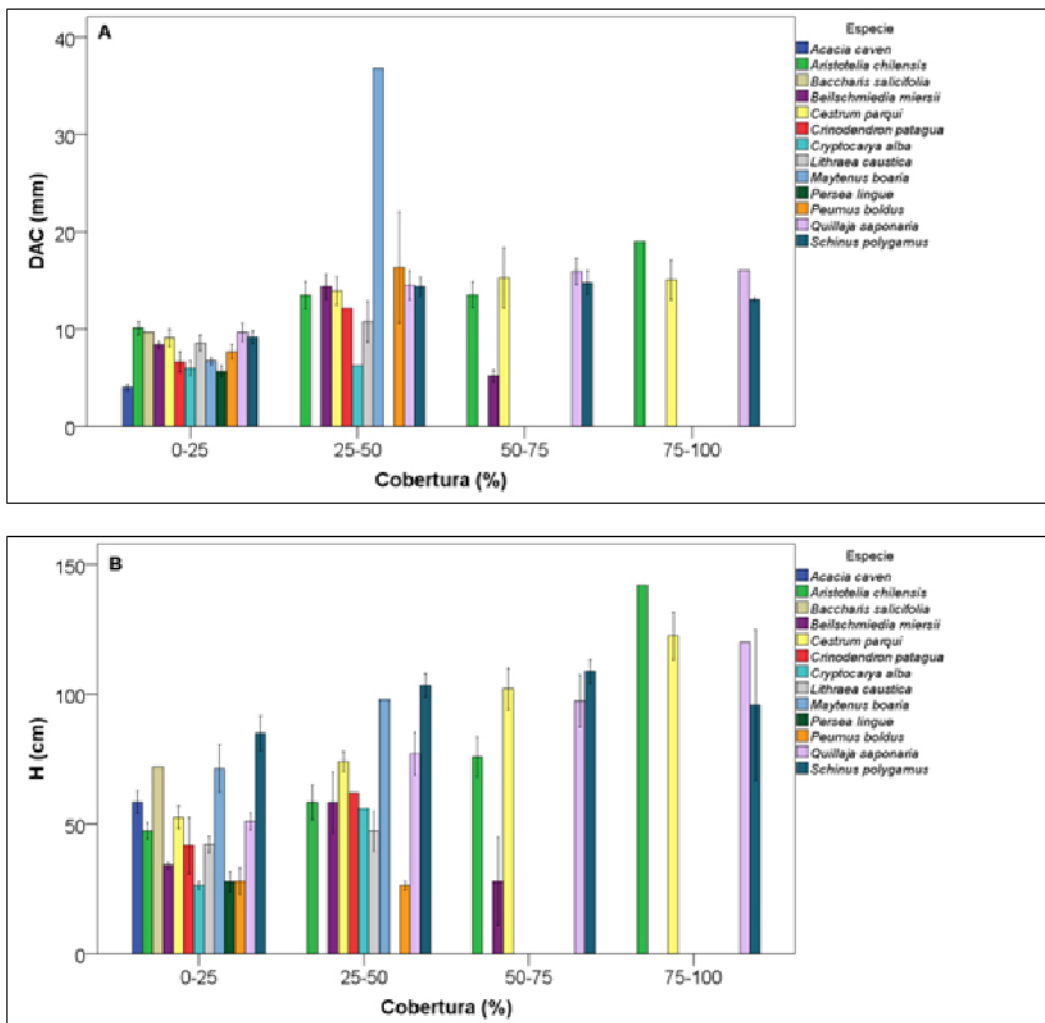 A
40
30
20
10
0
DAC (mm)
0-25
25-50
50-75
75-100
Cobertura (%)
Especie
Acacia caven
Aristotelia chilensis
Baccharis salicifolia
Beilschmiedia miersii
Cestrum parqui
Crinodendron patagua
Cryptocarya alba
Lithraea caustica
Maytenus boaria
Persea lingue
Peumus boldus
Quillaja saponaria
Schinus polygamus
B
150
100
50
0
H (cm)
0-25
25-50
50-75
75-100
Cobertura (%)
Especie
Acacia caven
Aristotelia chilensis
Baccharis salicifolia
Beilschmiedia miersii
Cestrum parqui
Crinodendron patagua
Cryptocarya alba
Lithraea caustica
Maytenus boaria
Persea lingue
Peumus boldus
Quillaja saponaria
Schinus polygamus